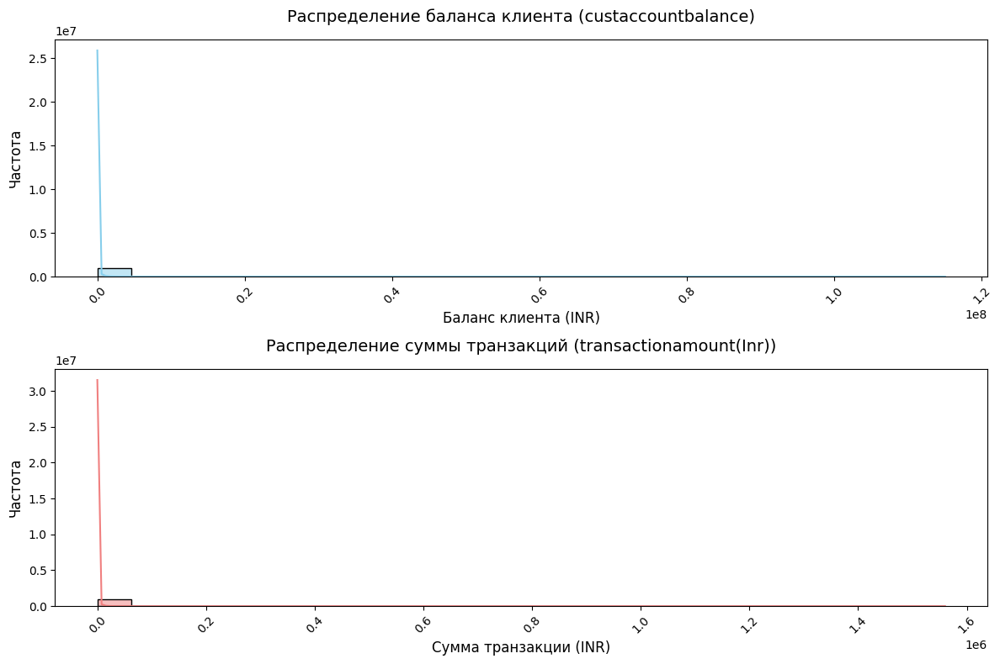 Распределение баланса клиента (custaccountbalance)
1e7
2.5
2.0
1.5
1.0
0.5
0.0
Частота
0.0 0.2 0.4 0.6 0.8 1.0 1.2
1e8
Баланс клиента (INR)
Распределение суммы транзакций (transactionamount(Inr))
1e7
3.0
2.5
2.0
1.5
1.0
0.5
0.0
Частота
0.0 0.2 0.4 0.6 0.8 1.0 1.2 1.4 1.6
1e6
Сумма транзакции (INR)